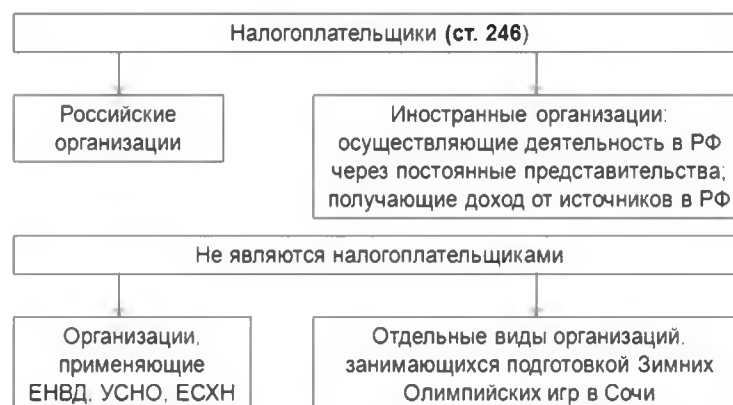 Налогоплательщики (ст. 246)
Российские
организации
Иностранные организации:
осуществляющие деятельность в РФ
через постоянные представительства;
получающие доход от источников в РФ
Не являются налогоплательщиками
Организации,
применяющие
ЕНВД, УСНО, ЕСХН
Отдельные виды организаций,
занимающихся подготовкой Зимних
Олимпийских игр в Сочи